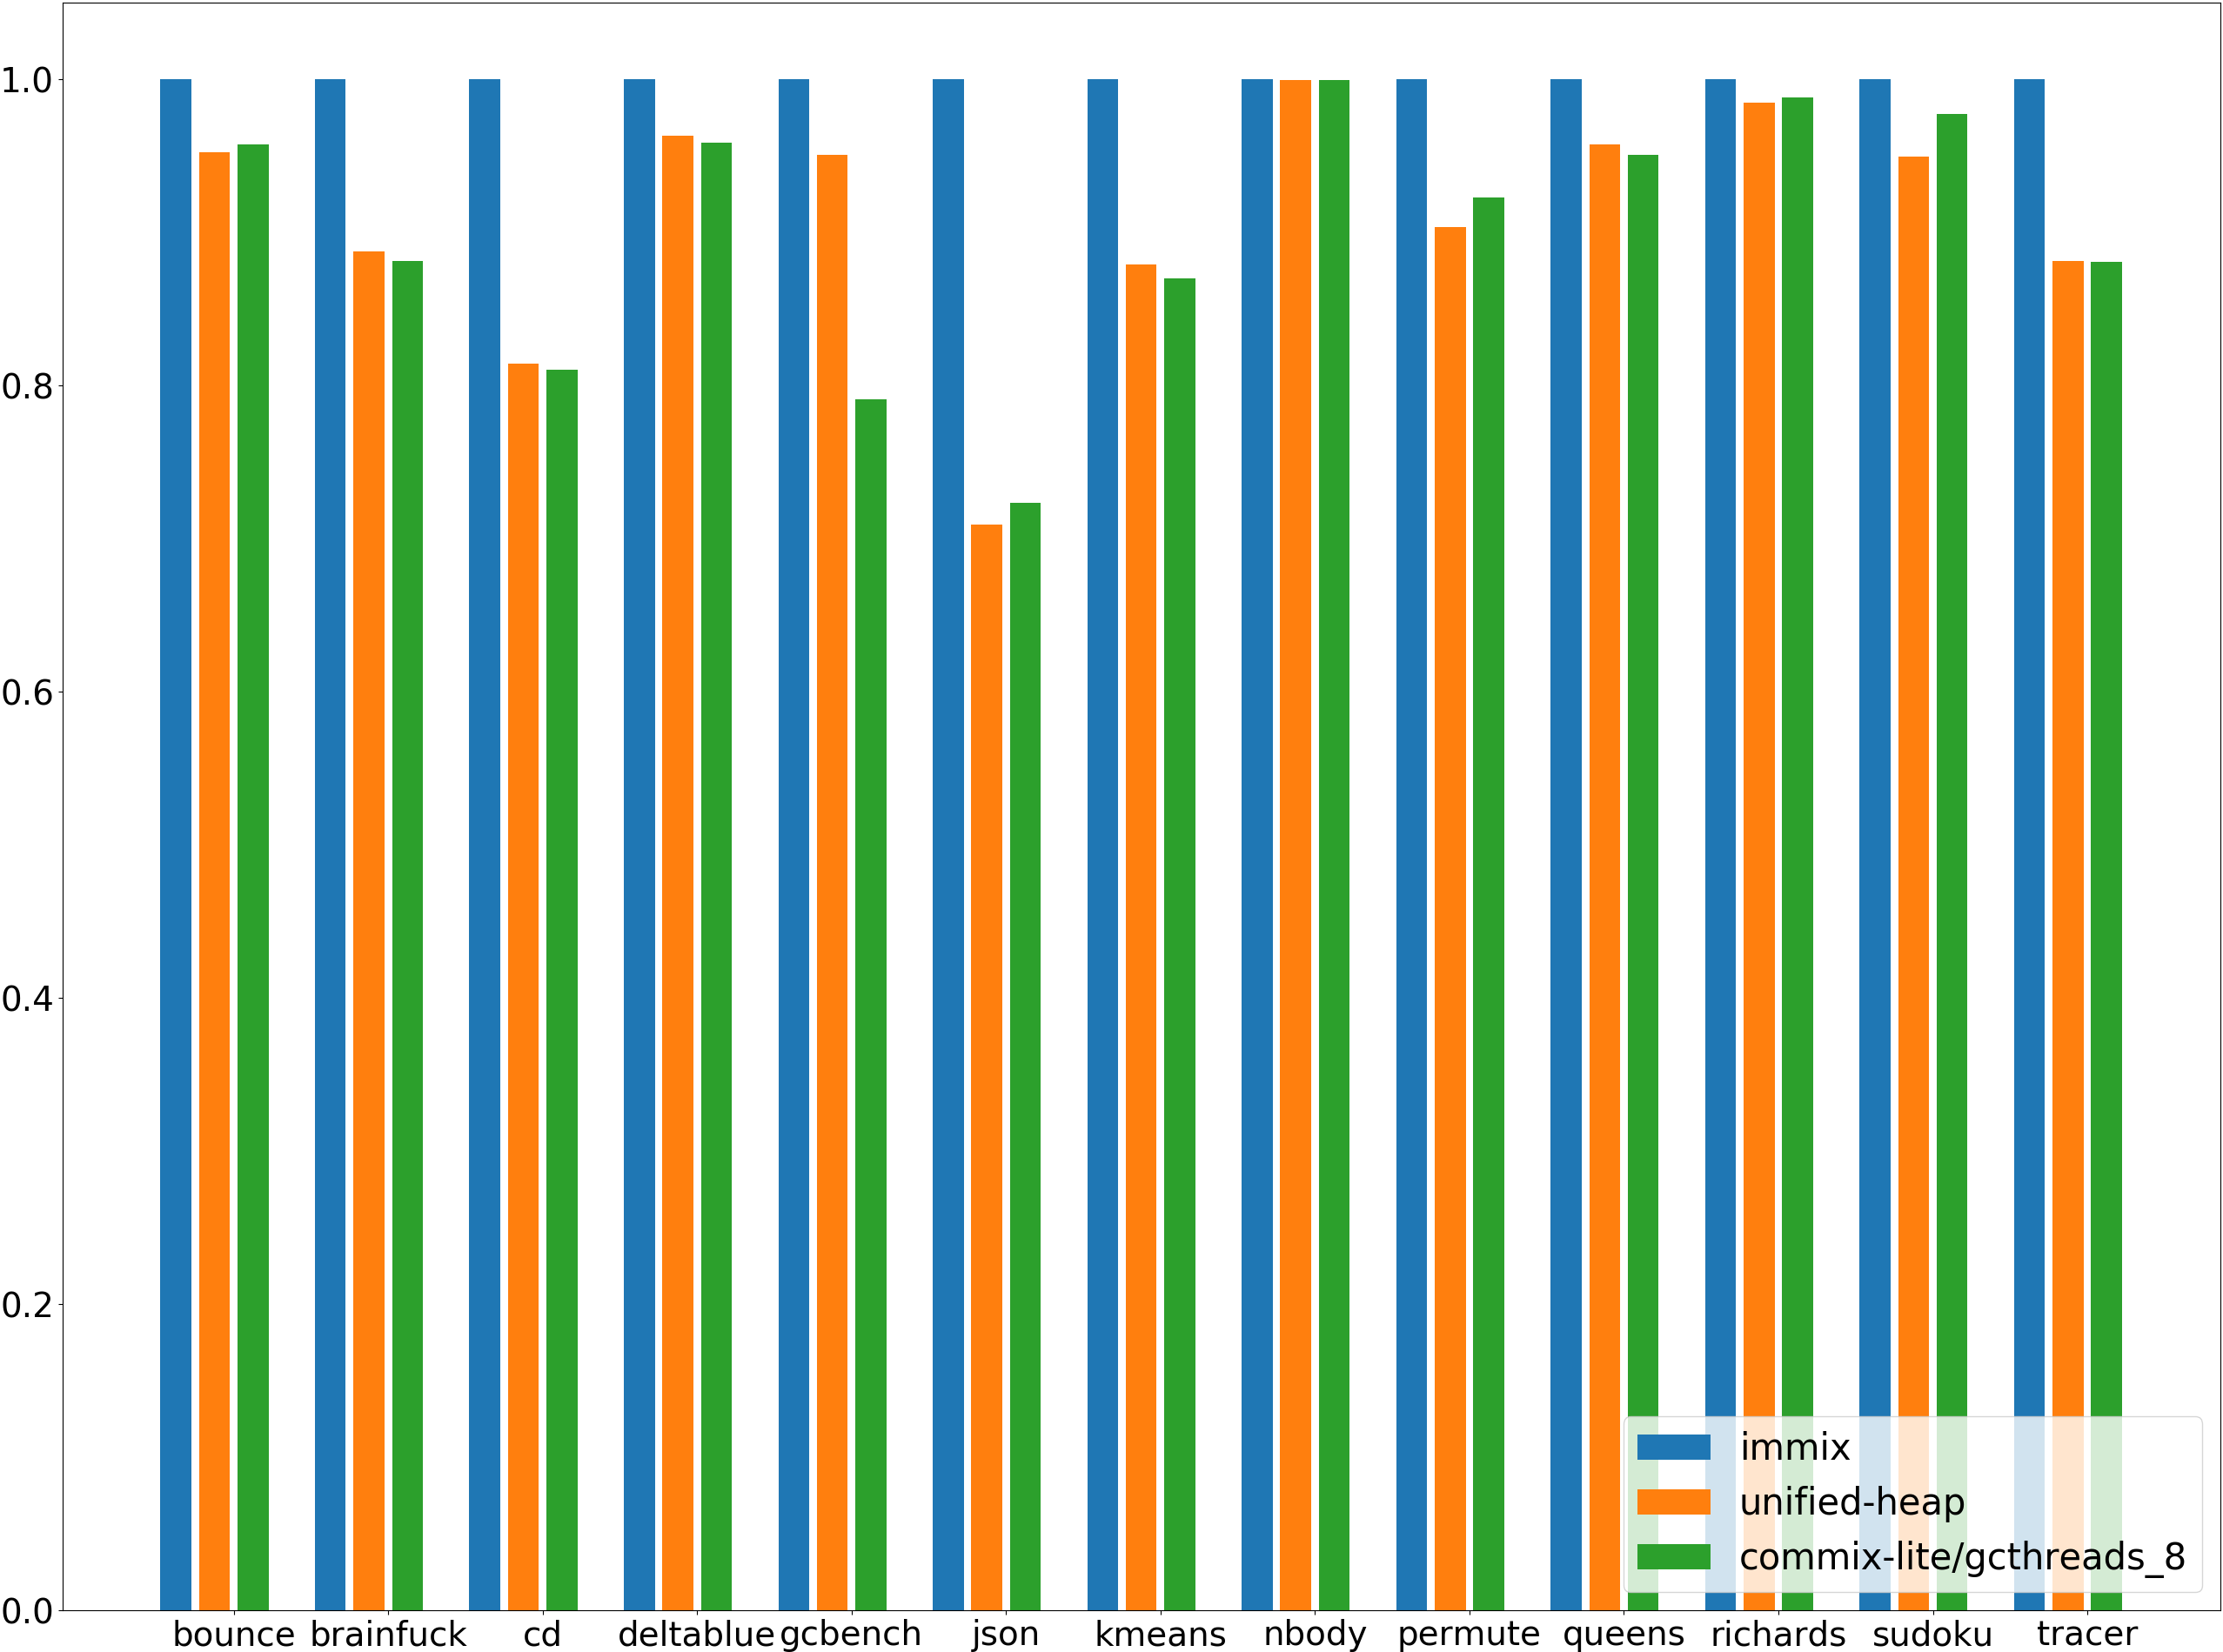 1.0
0.8
0.6
0.4
0.2
0.0
immix
unified-heap
commix-lite/gcthreads_8
bounce brainfuck cd deltablue gcbench json kmeans nbody permute queens richards sudoku tracer